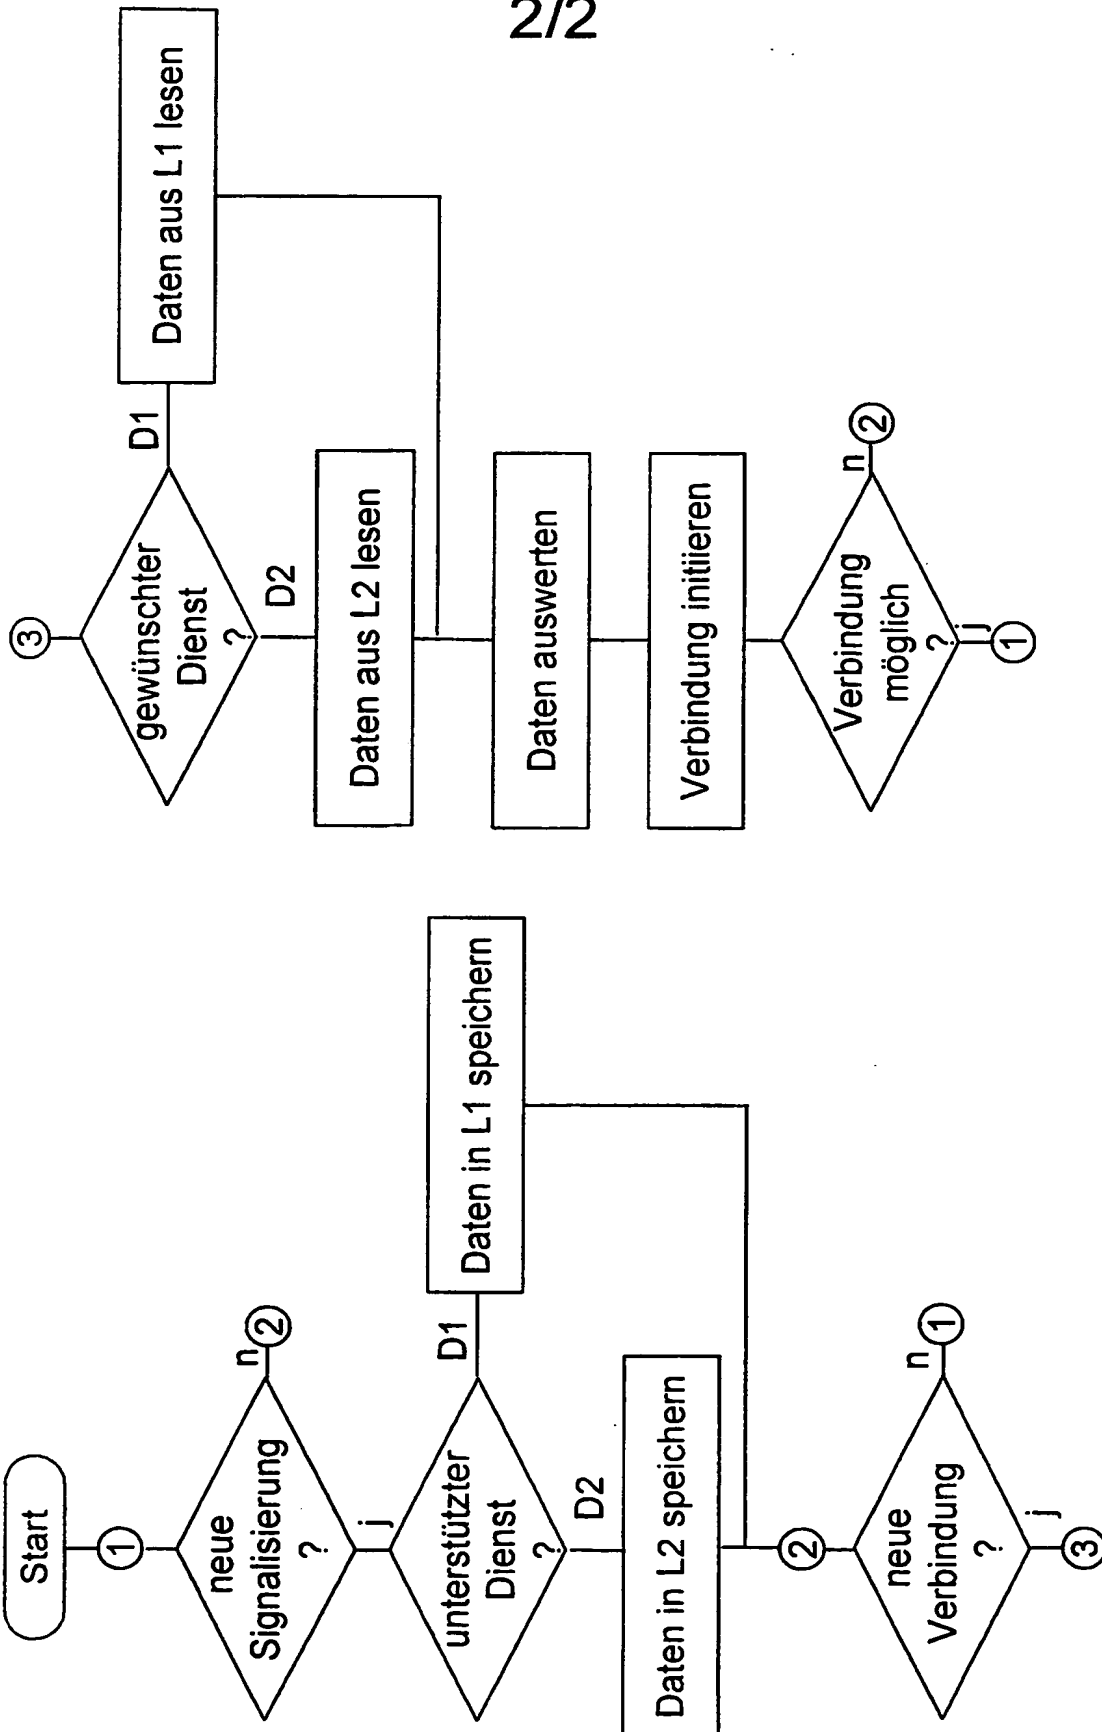 2/2
Start
1
neue
Signalisierung
?
n
2
j
unterstützter
Dienst
?
D1
Daten in L1 speichern
D2
Daten in L2 speichern
2
neue
Verbindung
?
n
1
j
3
3
gewünschter
Dienst
?
D1
Daten aus L1 lesen
D2
Daten aus L2 lesen
Daten auswerten
Verbindung initiieren
Verbindung
möglich
?
n
2
j
1